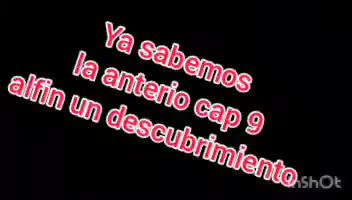 Ya sabemos
la anterio cap 9
alfin un descubrimiento
InShOt